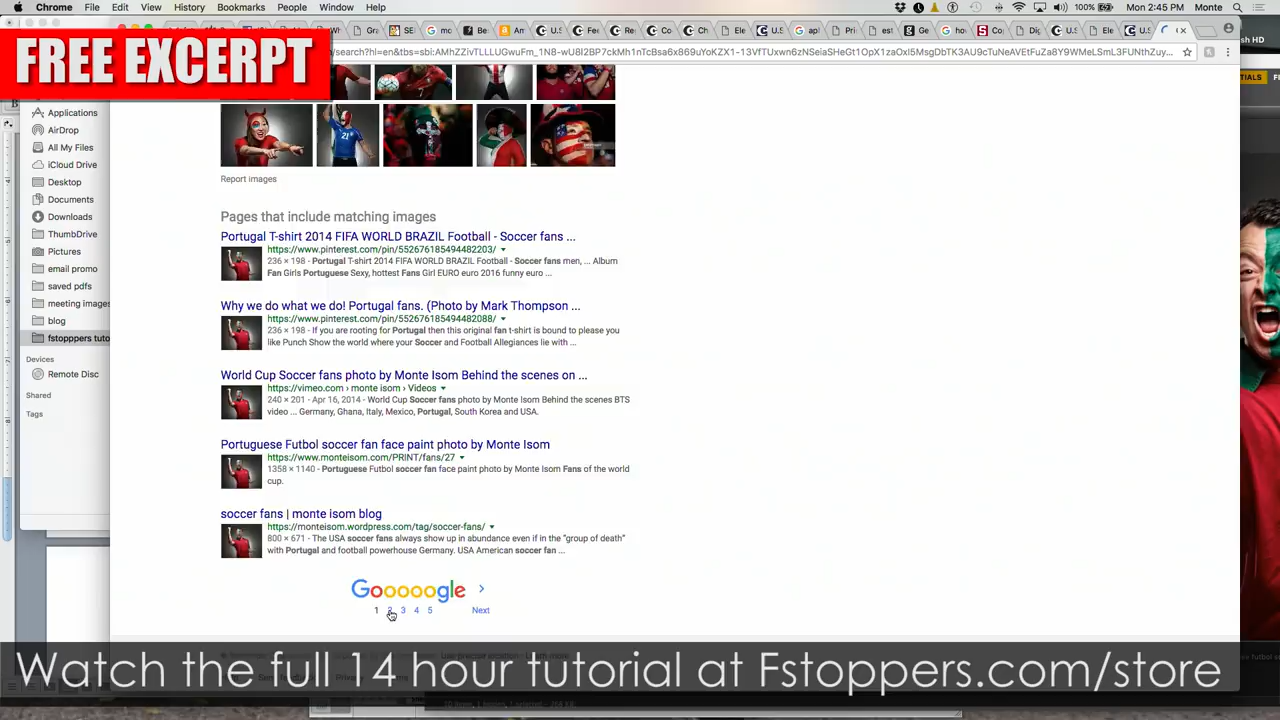 Chrome File Edit View History Bookmarks People Window Help
100% Mon 2:45 PM Monte
FREE EXCERPT
Applications
AirDrop
All My Files
iCloud Drive
Desktop
Documents
Downloads
ThumbDrive
Pictures
email promo
saved pdfs
meeting images
blog
fstopppers tuto
Devices
Remote Disc
Shared
Tags
Report images
Pages that include matching images
Portugal T-shirt 2014 FIFA WORLD BRAZIL Football - Soccer fans ...
https://www.pinterest.com/pin/552676185494482203/
236 × 198 - Portugal T-shirt 2014 FIFA WORLD BRAZIL Football - Soccer fans men, ... Album
Fan Girls Portuguese Sexy, hottest Fans Girl EURO euro 2016 funny euro ...
Why we do what we do! Portugal fans. (Photo by Mark Thompson ...
https://www.pinterest.com/pin/552676185494482088/
236 × 198 - If you are rooting for Portugal then this original fan t-shirt is bound to please you
like Punch Show the world where your Soccer and Football Allegiances lie with ...
World Cup Soccer fans photo by Monte Isom Behind the scenes on ...
https://vimeo.com › monte isom › Videos
240 × 201 - Apr 16, 2014 - World Cup Soccer fans photo by Monte Isom Behind the scenes BTS
video ... Germany, Ghana, Italy, Mexico, Portugal, South Korea and USA.
Portuguese Futbol soccer fan face paint photo by Monte Isom
https://www.monteisom.com/PRINT/fans/27
1358 × 1140 - Portuguese Futbol soccer fan face paint photo by Monte Isom Fans of the world
cup.
soccer fans | monte isom blog
https://monteisom.wordpress.com/tag/soccer-fans/
800 × 671 - The USA soccer fans always show up in abundance even if in the "group of death"
with Portugal and football powerhouse Germany. USA American soccer fan ...
Gooooogle >
1 2 3 4 5 Next
Watch the full 14 hour tutorial at Fstoppers.com/store